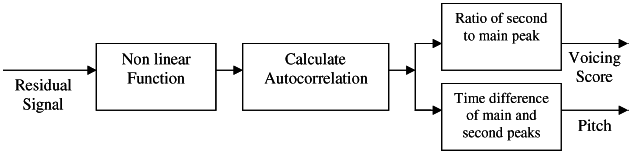 Residual
Signal
Non linear
Function
Calculate
Autocorrelation
Ratio of second
to main peak
Voicing
Score
Time difference
of main and
second peaks
Pitch